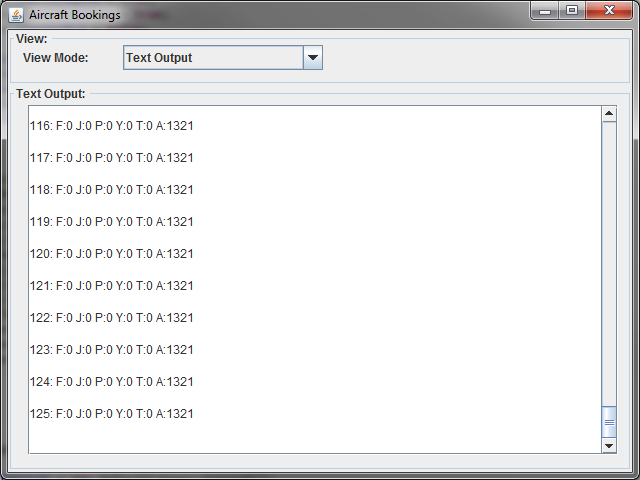 Aircraft Bookings
View:
View Mode: Text Output
Text Output:
116: F:0 J:0 P:0 Y:0 T:0 A:1321
117: F:0 J:0 P:0 Y:0 T:0 A:1321
118: F:0 J:0 P:0 Y:0 T:0 A:1321
119: F:0 J:0 P:0 Y:0 T:0 A:1321
120: F:0 J:0 P:0 Y:0 T:0 A:1321
121: F:0 J:0 P:0 Y:0 T:0 A:1321
122: F:0 J:0 P:0 Y:0 T:0 A:1321
123: F:0 J:0 P:0 Y:0 T:0 A:1321
124: F:0 J:0 P:0 Y:0 T:0 A:1321
125: F:0 J:0 P:0 Y:0 T:0 A:1321